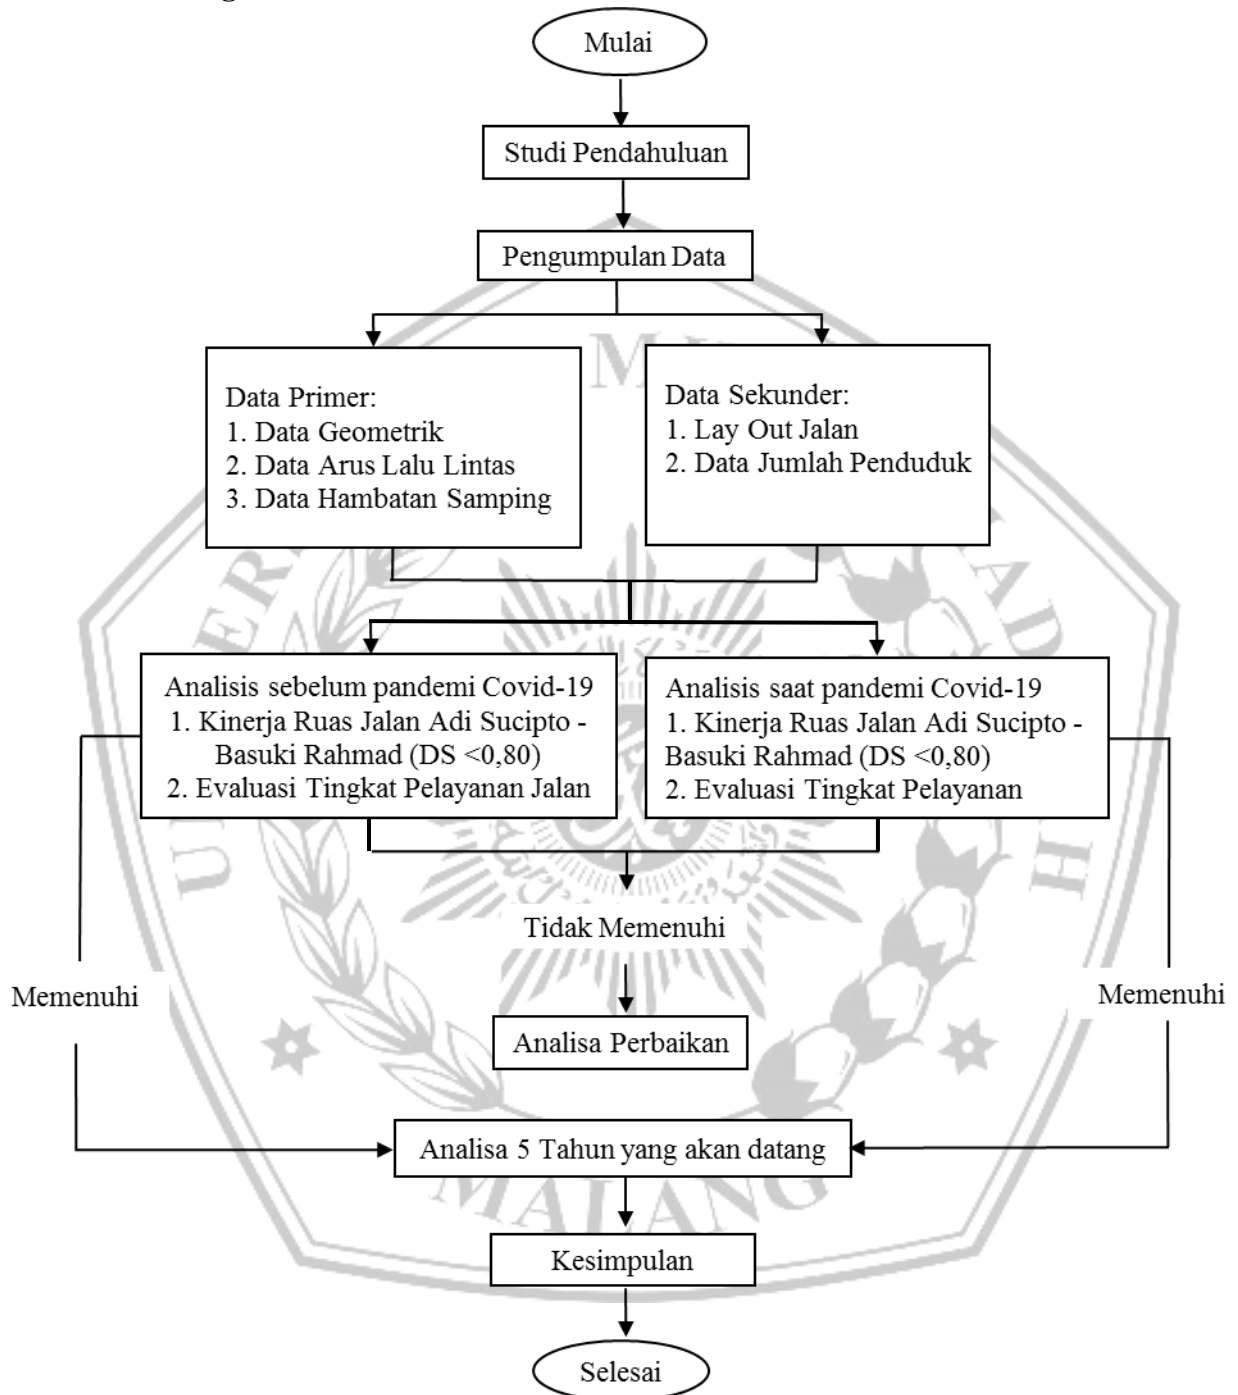 Mulai
Studi Pendahuluan
Pengumpulan Data
Data Primer:
1. Data Geometrik
2. Data Arus Lalu Lintas
3. Data Hambatan Samping
Data Sekunder:
1. Lay Out Jalan
2. Data Jumlah Penduduk
Analisis sebelum pandemi Covid-19
1. Kinerja Ruas Jalan Adi Sucipto -
Basuki Rahmad (DS <0,80)
2. Evaluasi Tingkat Pelayanan Jalan
Analisis saat pandemi Covid-19
1. Kinerja Ruas Jalan Adi Sucipto -
Basuki Rahmad (DS <0,80)
2. Evaluasi Tingkat Pelayanan
Tidak Memenuhi
Memenuhi
Memenuhi
Analisa Perbaikan
Analisa 5 Tahun yang akan datang
MALANG
Kesimpulan
Selesai